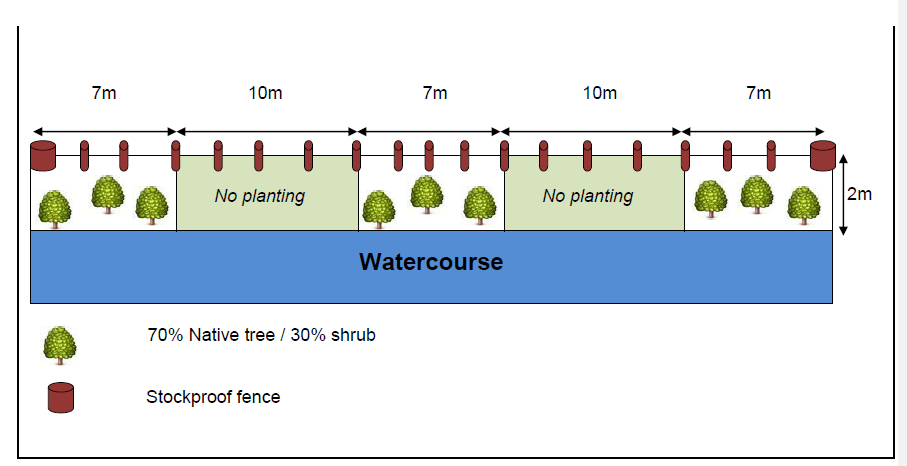 7m 10m 7m 10m 7m
No planting No planting
2m
Watercourse
70% Native tree / 30% shrub
Stockproof fence